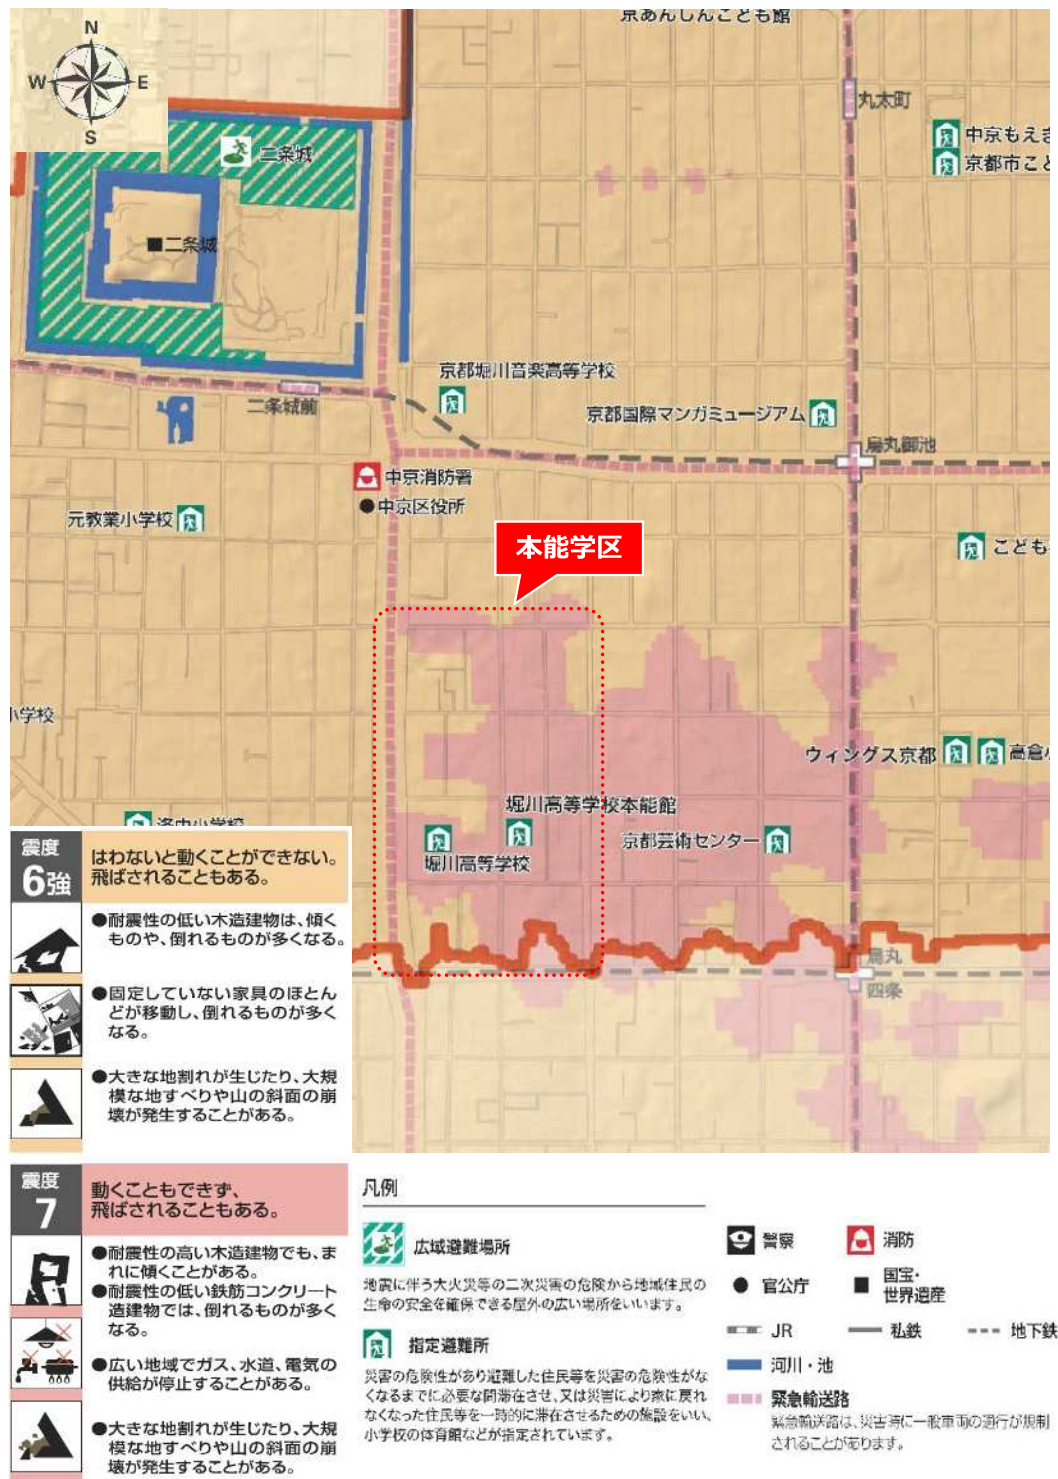 京あんしんこども館
N
W
E
S
丸太町
中京もえぎ
京都市こど
二条城
二条城
京都堀川音楽高等学校
二条城前
京都国際マンガミュージアム
烏丸御池
中京消防署
中京区役所
元教業小学校
本能学区
こども
小学校
ウィングス京都
高倉小
堀川高等学校本能館
京都芸術センター
堀川高等学校
洛中小学校
烏丸
四条
震度
6強
はわないと動くことができない。
飛ばされることもある。
●耐震性の低い木造建物は、傾く
ものや、倒れるものが多くなる。
●固定していない家具のほとん
どが移動し、倒れるものが多く
なる。
●大きな地割れが生じたり、大規
模な地すべりや山の斜面の崩
壊が発生することがある。
震度
7
動くこともできず、
飛ばされることもある。
●耐震性の高い木造建物でも、ま
れに傾くことがある。
●耐震性の低い鉄筋コンクリート
造建物では、倒れるものが多く
なる。
●広い地域でガス、水道、電気の
供給が停止することがある。
●大きな地割れが生じたり、大規
模な地すべりや山の斜面の崩
壊が発生することがある。
凡例
広域避難場所
地震に伴う大火災等の二次災害の危険から地域住民の
生命の安全を確保できる屋外の広い場所をいいます。
指定避難所
災害の危険性があり避難した住民等を災害の危険性がな
くなるまでに必要な間滞在させ、又は災害により家に戻れ
なくなった住民等を一時的に滞在させるための施設をいい、
小学校の体育館などが指定されています。
警察
消防
官公庁
国宝・
世界遺産
JR
私鉄
地下鉄
河川・池
緊急輸送路
緊急輸送路は、災害時に一般車両の通行が規制
されることがあります。